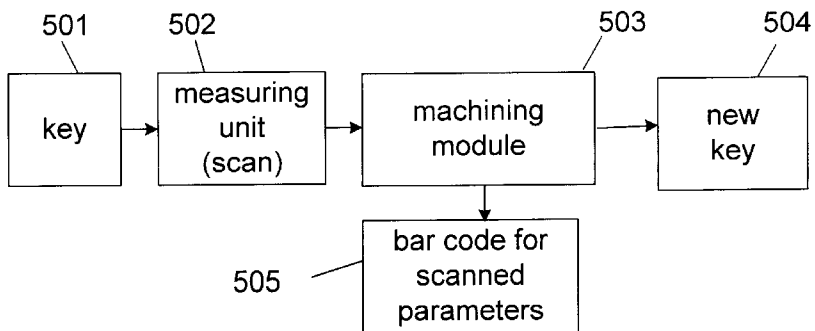 501
502
503
504
key
measuring
unit
(scan)
machining
module
new
key
505
bar code for
scanned
parameters